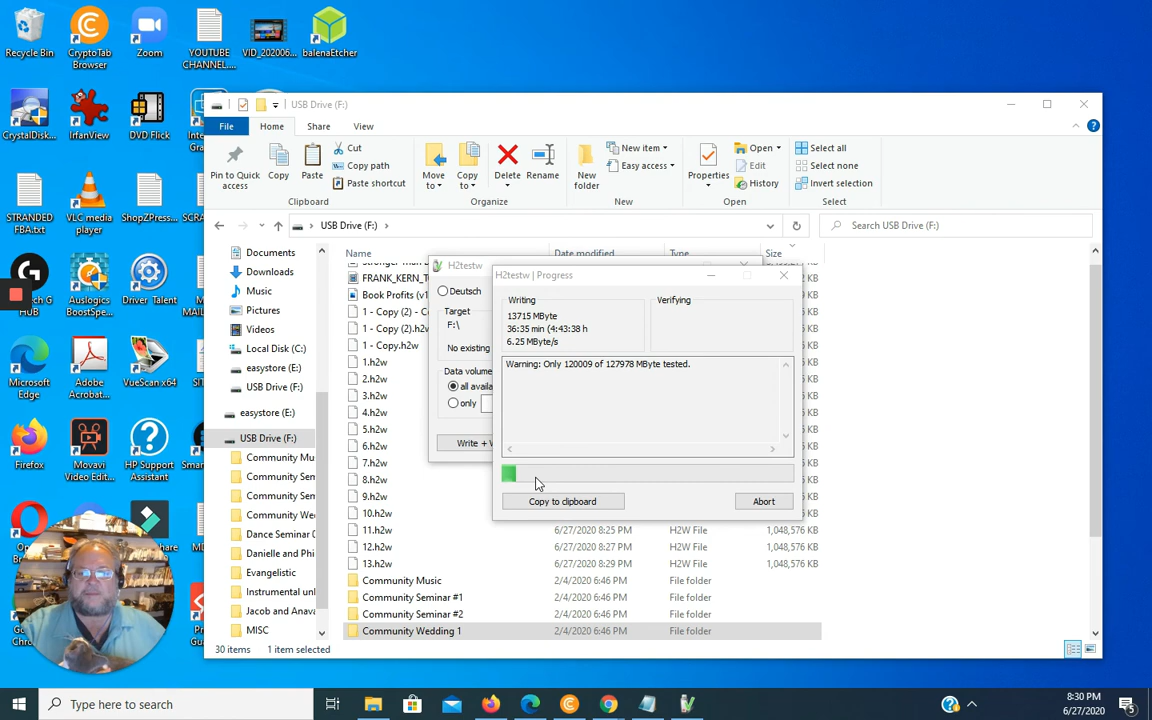 Recycle Bin
CryptoTab
Browser
Zoom
YOUTUBE
CHANNEL....
VID_202006...
balenaEtcher
CrystalDisk...
IrfanView
DVD Flick
STRANDED
FBA.txt
VLC media
player
ShopZPress...
Auslogics
BoostSpe...
Driver_Talent
Microsoft
Edge
Adobe
Acrobat...
VueScan x64
Firefox
Movavi
Video Edit...
HP Support
Assistant
USB Drive (F:)
File
Home
Share
View
Pin to Quick
access
Copy
Paste
Cut
Copy path
Paste shortcut
Clipboard
Move
to
Copy
to
Delete
Rename
Organize
New
folder
New item
Easy access
New
Properties
Open
Edit
History
Open
Select all
Select none
Invert selection
Select
USB Drive (F:)
Search USB Drive (F:)
Documents
Downloads
Music
Pictures
Videos
Local Disk (C:)
easystore (E:)
USB Drive (F:)
easystore (E:)
USB Drive (F:)
Community Mu
Community Sem
Community Sem
Community We
Dance Seminar
Danielle and Phi
Evangelistic
Instrumental unl
Jacob and Anava
MISC
Name
Date modified
Type
Size
FRANK_KERN_T
Book Profits (v1
1 - Copy (2) - C
1 - Copy (2).h2w
1 - Copy.h2w
1.h2w
2.h2w
3.h2w
4.h2w
5.h2w
6.h2w
7.h2w
8.h2w
9.h2w
10.h2w
11.h2w 6/27/2020 8:25 PM H2W File 1,048,576 KB
12.h2w 6/27/2020 8:27 PM H2W File 1,048,576 KB
13.h2w 6/27/2020 8:29 PM H2W File 1,048,576 KB
Community Music 2/4/2020 6:46 PM File folder
Community Seminar #1 2/4/2020 6:46 PM File folder
Community Seminar #2 2/4/2020 6:46 PM File folder
Community Wedding 1 2/4/2020 6:46 PM File folder
30 items 1 item selected
H2testw
Deutsch
Target
F:\
No existing
Data volume
all availa
only
Write + V
H2testw | Progress
Writing
13715 MByte
36:35 min (4:43:38 h
6.25 MByte/s
Verifying
Warning: Only 120009 of 127978 MByte tested.
Copy to clipboard
Abort
Type here to search
8:30 PM
6/27/2020
5